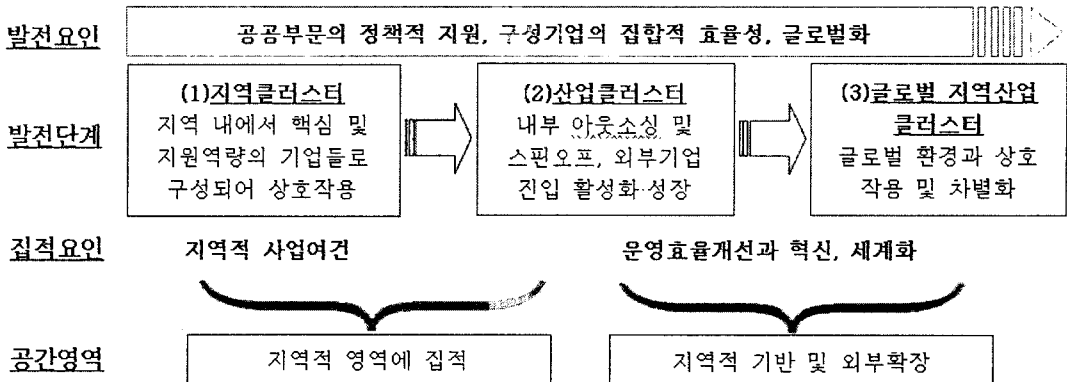 발전요인
공공부문의 정책적 지원, 구성기업의 집합적 효율성, 글로벌화
발전단계
(1)지역클러스터
지역 내에서 핵심 및
지원역량의 기업들로
구성되어 상호작용
(2)산업클러스터
내부 아웃소싱 및
스핀오프, 외부기업
진입 활성화·성장
(3)글로벌 지역산업
클러스터
글로벌 환경과 상호
작용 및 차별화
집적요인
지역적 사업여건
운영효율개선과 혁신, 세계화
공간영역
지역적 영역에 집적
지역적 기반 및 외부확장